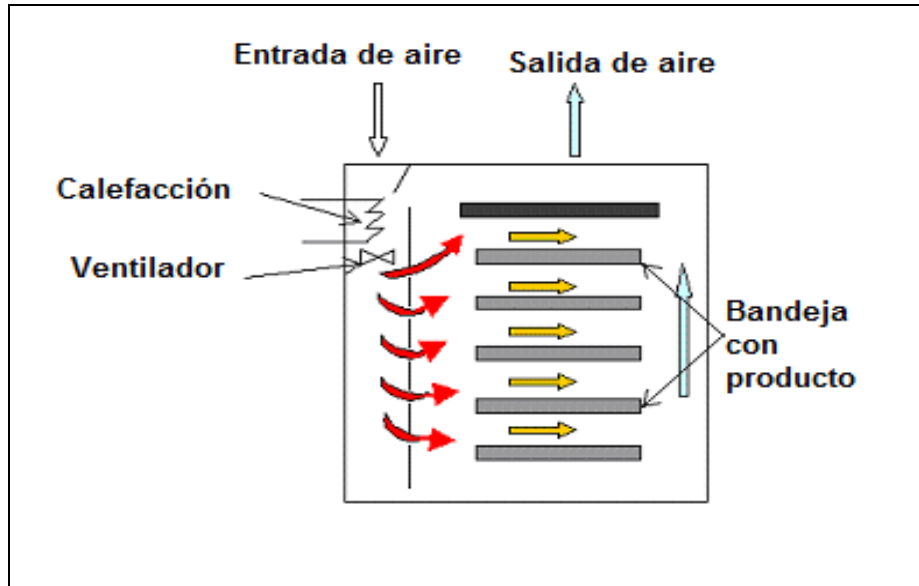 Entrada de aire
Salida de aire
Calefacción
Ventilador
Bandeja
con
producto